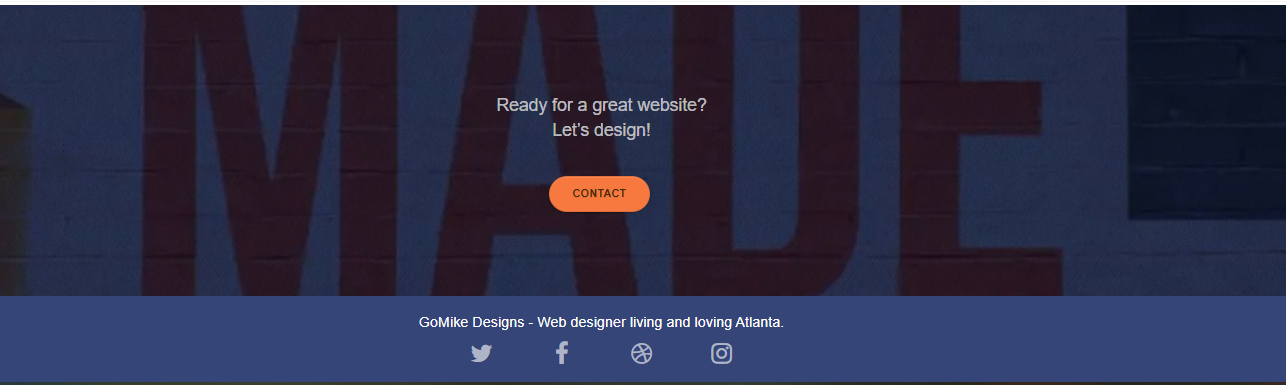 MADE
Ready for a great website?
Let's design!
CONTACT
GoMike Designs - Web designer living and loving Atlanta.